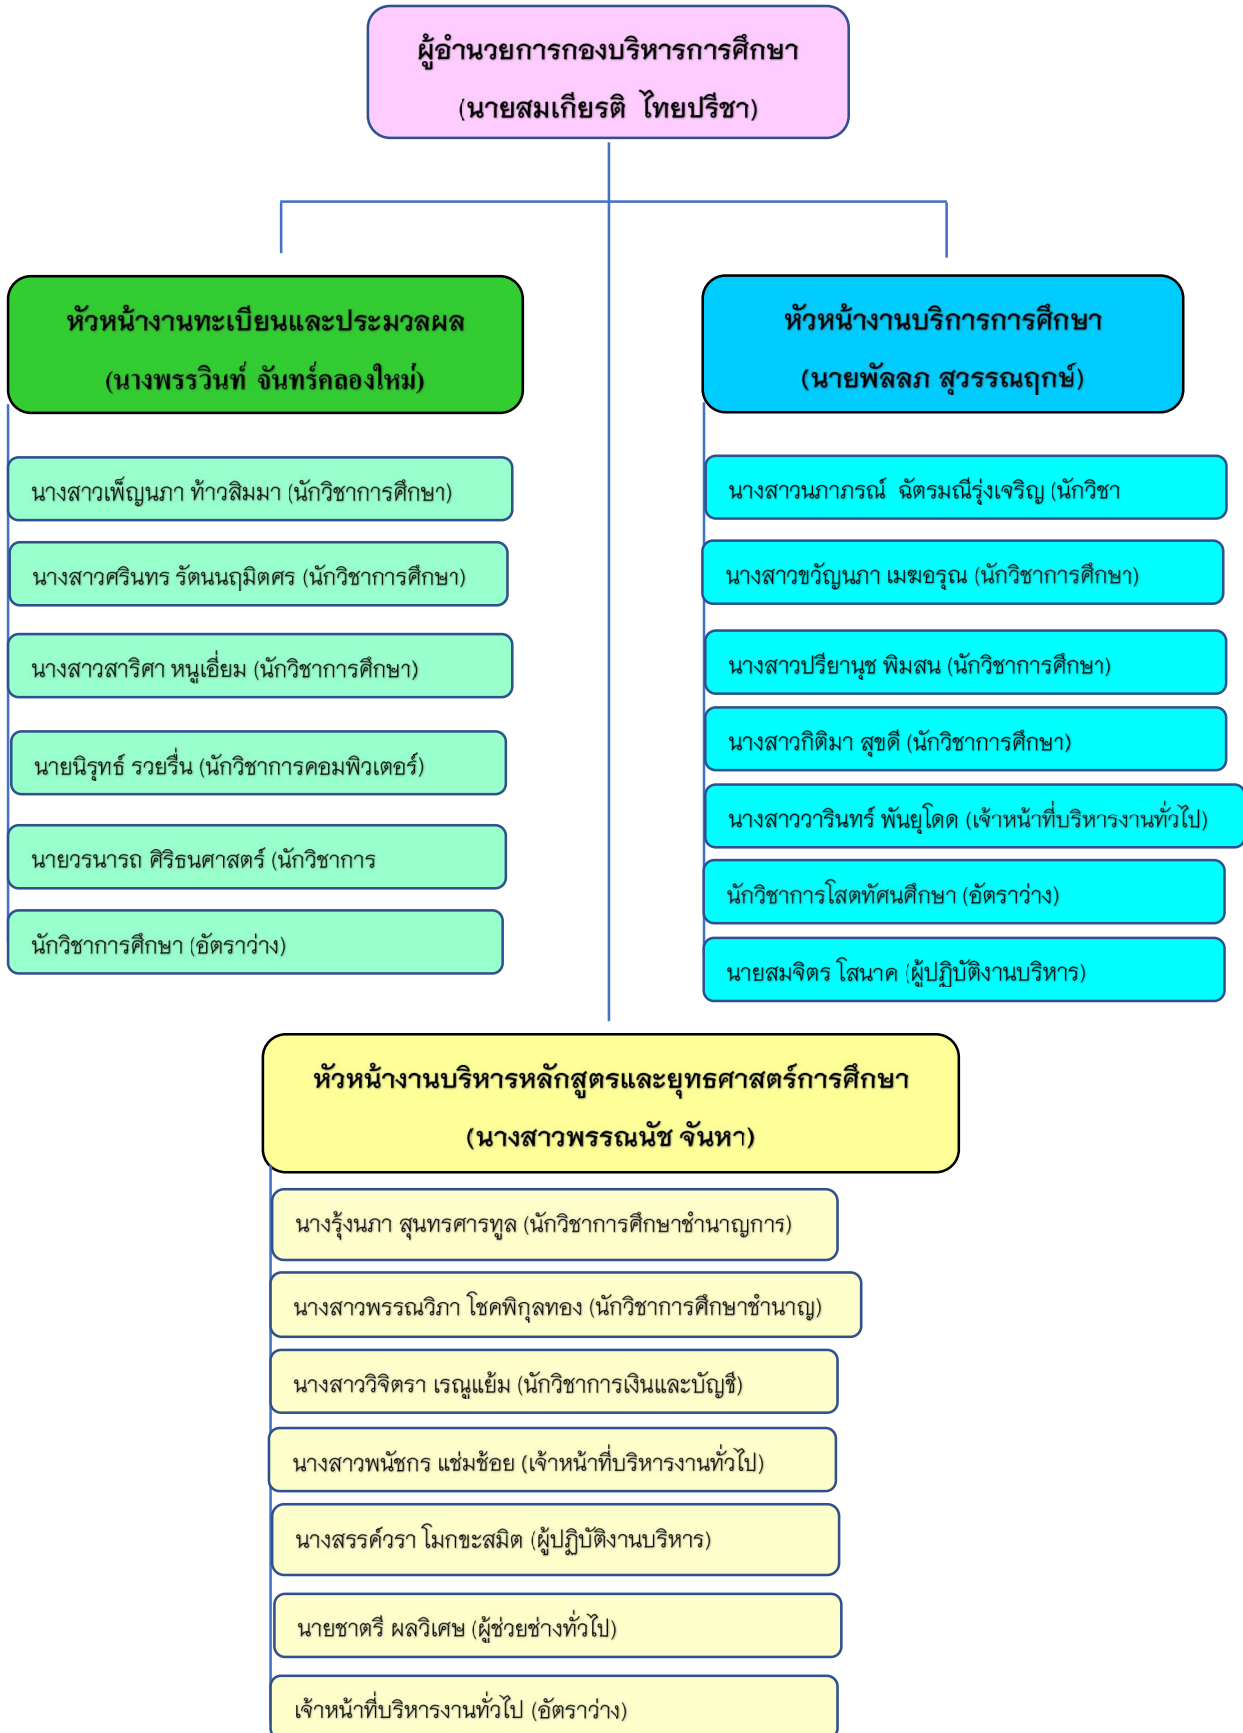 ผู้อำนวยการกองบริหารการศึกษา
(นายสมเกียรติ ไทยปรีชา)
หัวหน้างานทะเบียนและประมวลผล
(นางพรรวินท์ จันทร์คลองใหม่)
นางสาวเพ็ญนภา ท้าวสิมมา (นักวิชาการศึกษา)
นางสาวศรินทร รัตนนฤมิตศร (นักวิชาการศึกษา)
นางสาวสาริศา หนูเอี่ยม (นักวิชาการศึกษา)
นายนิรุทธ์ รวยรื่น (นักวิชาการคอมพิวเตอร์)
นายวรนารถ ศิริธนศาสตร์ (นักวิชาการ
นักวิชาการศึกษา (อัตราว่าง)
หัวหน้างานบริการการศึกษา
(นายพัลลภ สุวรรณฤกษ์)
นางสาวนภาภรณ์ ฉัตรมณีรุ่งเจริญ (นักวิชา
นางสาวขวัญนภา เมฆอรุณ (นักวิชาการศึกษา)
นางสาวปรียานุช พิมสน (นักวิชาการศึกษา)
นางสาวกิติมา สุขดี (นักวิชาการศึกษา)
นางสาววารินทร์ พันยุโดด (เจ้าหน้าที่บริหารงานทั่วไป)
นักวิชาการโสตทัศนศึกษา (อัตราว่าง)
นายสมจิตร โสนาค (ผู้ปฏิบัติงานบริหาร)
หัวหน้างานบริหารหลักสูตรและยุทธศาสตร์การศึกษา
(นางสาวพรรณนัช จันหา)
นางรุ้งนภา สุนทรศารทูล (นักวิชาการศึกษาชำนาญการ)
นางสาวพรรณวิภา โชคพิกุลทอง (นักวิชาการศึกษาชำนาญ)
นางสาววิจิตรา เรณูแย้ม (นักวิชาการเงินและบัญชี)
นางสาวพนัชกร แช่มช้อย (เจ้าหน้าที่บริหารงานทั่วไป)
นางสรรค์วรา โมกขะสมิต (ผู้ปฏิบัติงานบริหาร)
นายชาตรี ผลวิเศษ (ผู้ช่วยช่างทั่วไป)
เจ้าหน้าที่บริหารงานทั่วไป (อัตราว่าง)